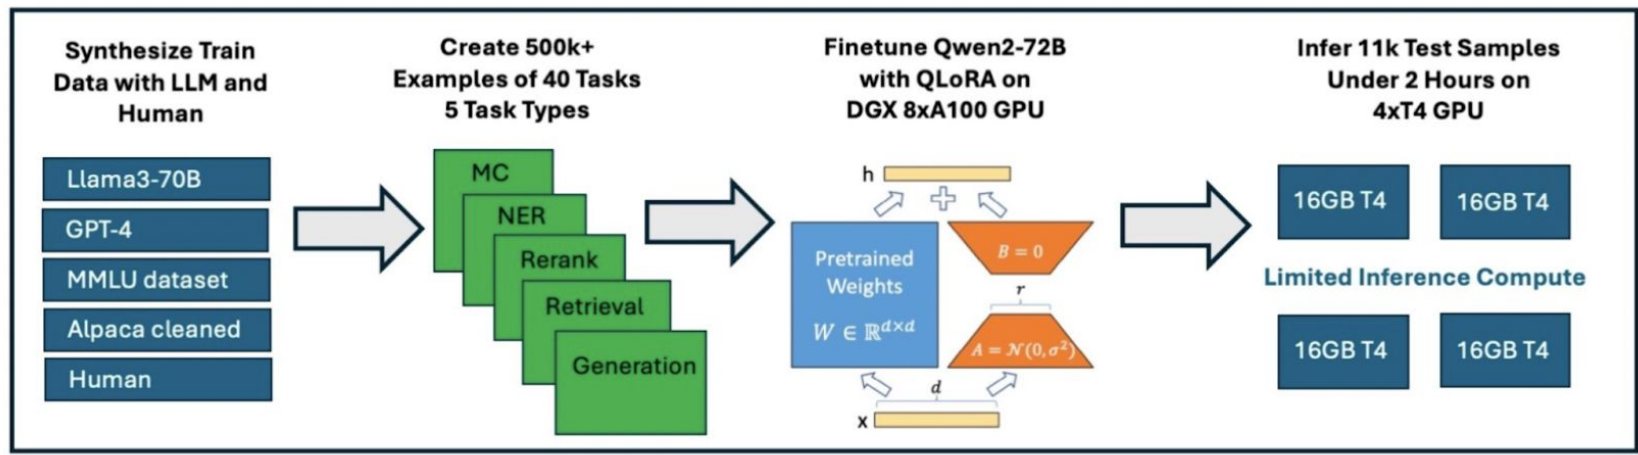 Synthesize Train
Data with LLM and
Human
Llama3-70B
GPT-4
MMLU dataset
Alpaca cleaned
Human
Create 500k+
Examples of 40 Tasks
5 Task Types
MC
NER
Rerank
Retrieval
Generation
Finetune Qwen2-72B
with QLoRA on
DGX 8xA100 GPU
h
Pretrained
Weights
W ∈ ℝᵈˣᵈ
B = 0
r
A = 𝒩(0, σ²)
d
x
Infer 11k Test Samples
Under 2 Hours on
4xT4 GPU
16GB T4
16GB T4
Limited Inference Compute
16GB T4
16GB T4